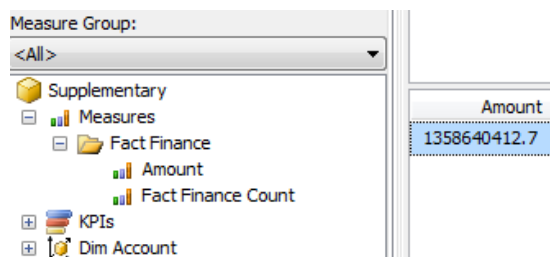 Measure Group:
<All>
Supplementary
Measures
Fact Finance
Amount
Fact Finance Count
KPIs
Dim Account
Amount
1358640412.7